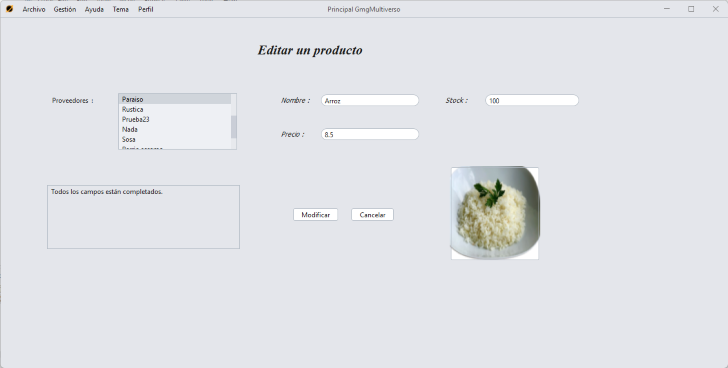 Principal GmgMultiverso
Archivo Gestión Ayuda Tema Perfil
Editar un producto
Proveedores :
Paraiso
Rustica
Prueba23
Nada
Sosa
Nombre : Arroz
Stock : 100
Precio : 8.5
Todos los campos están completados.
Modificar Cancelar